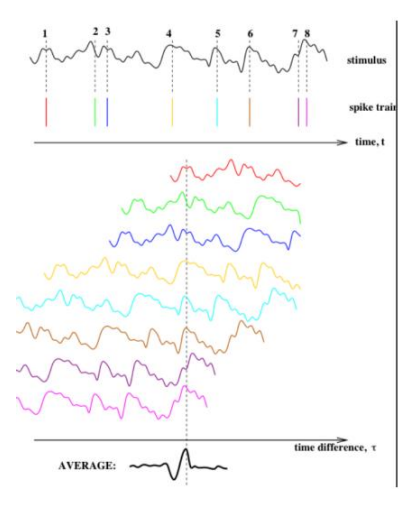 1 2 3 4 5 6 7 8
stimulus
spike train
time, t
time difference, τ
AVERAGE: